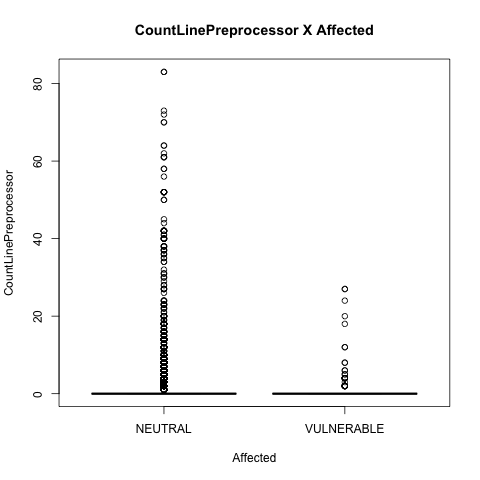 CountLinePreprocessor X Affected
CountLinePreprocessor
80
60
40
20
0
NEUTRAL VULNERABLE
Affected